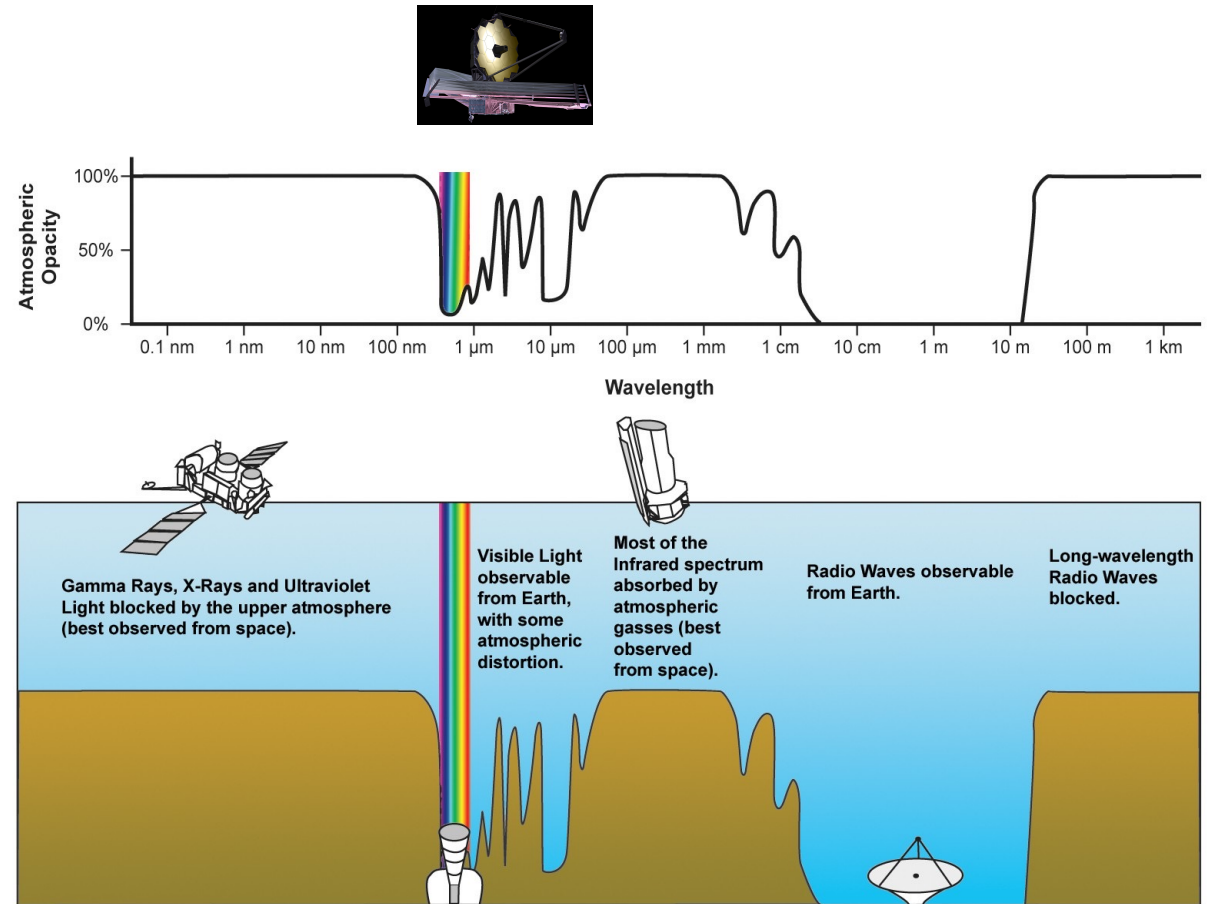 Atmospheric
Opacity
100%
50%
0%
0.1 nm 1 nm 10 nm 100 nm 1 µm 10 µm 100 µm 1 mm 1 cm 10 cm 1 m 10 m 100 m 1 km
Wavelength
Gamma Rays, X-Rays and Ultraviolet
Light blocked by the upper atmosphere
(best observed from space).
Visible Light
observable
from Earth,
with some
atmospheric
distortion.
Most of the
Infrared spectrum
absorbed by
atmospheric
gasses (best
observed
from space).
Radio Waves observable
from Earth.
Long-wavelength
Radio Waves
blocked.